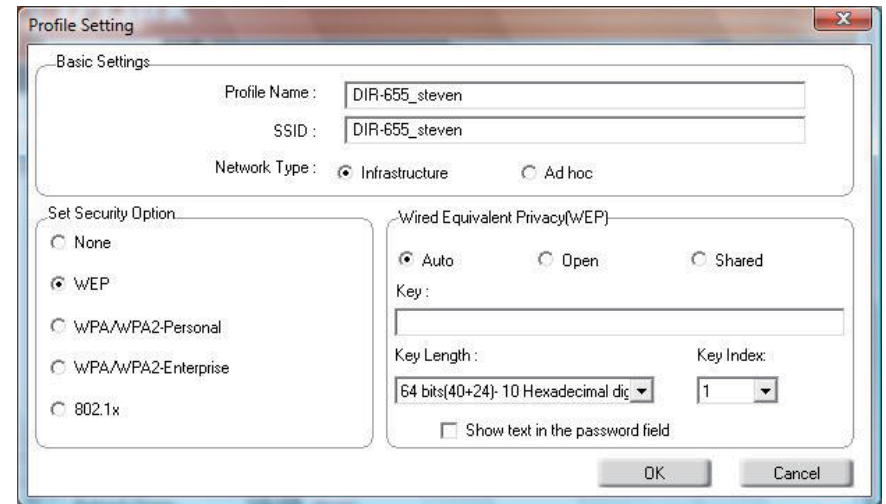 Profile Setting
Basic Settings
Profile Name : DIR-655_steven
SSID : DIR-655_steven
Network Type : Infrastructure Ad hoc
Set Security Option
None
WEP
WPA/WPA2-Personal
WPA/WPA2-Enterprise
802.1x
Wired Equivalent Privacy(WEP)
Auto Open Shared
Key :
Key Length : Key Index:
64 bits(40+24)- 10 Hexadecimal dig 1
Show text in the password field
OK Cancel